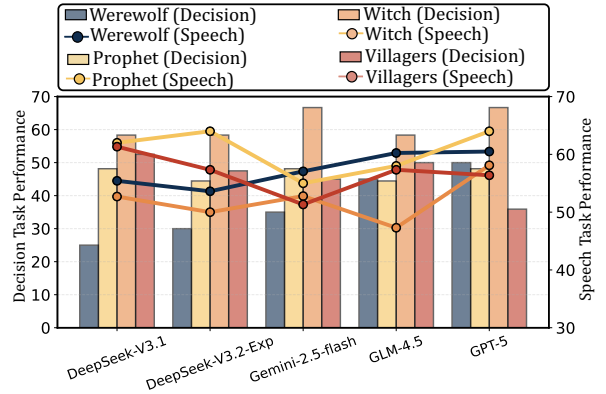 Werewolf (Decision)
Werewolf (Speech)
Prophet (Decision)
Prophet (Speech)
Witch (Decision)
Witch (Speech)
Villagers (Decision)
Villagers (Speech)
Decision Task Performance
70
60
50
40
30
20
10
0
70
60
50
40
30
Speech Task Performance
DeepSeek-V3.1
DeepSeek-V3.2-Exp
Gemini-2.5-flash
GLM-4.5
GPT-5